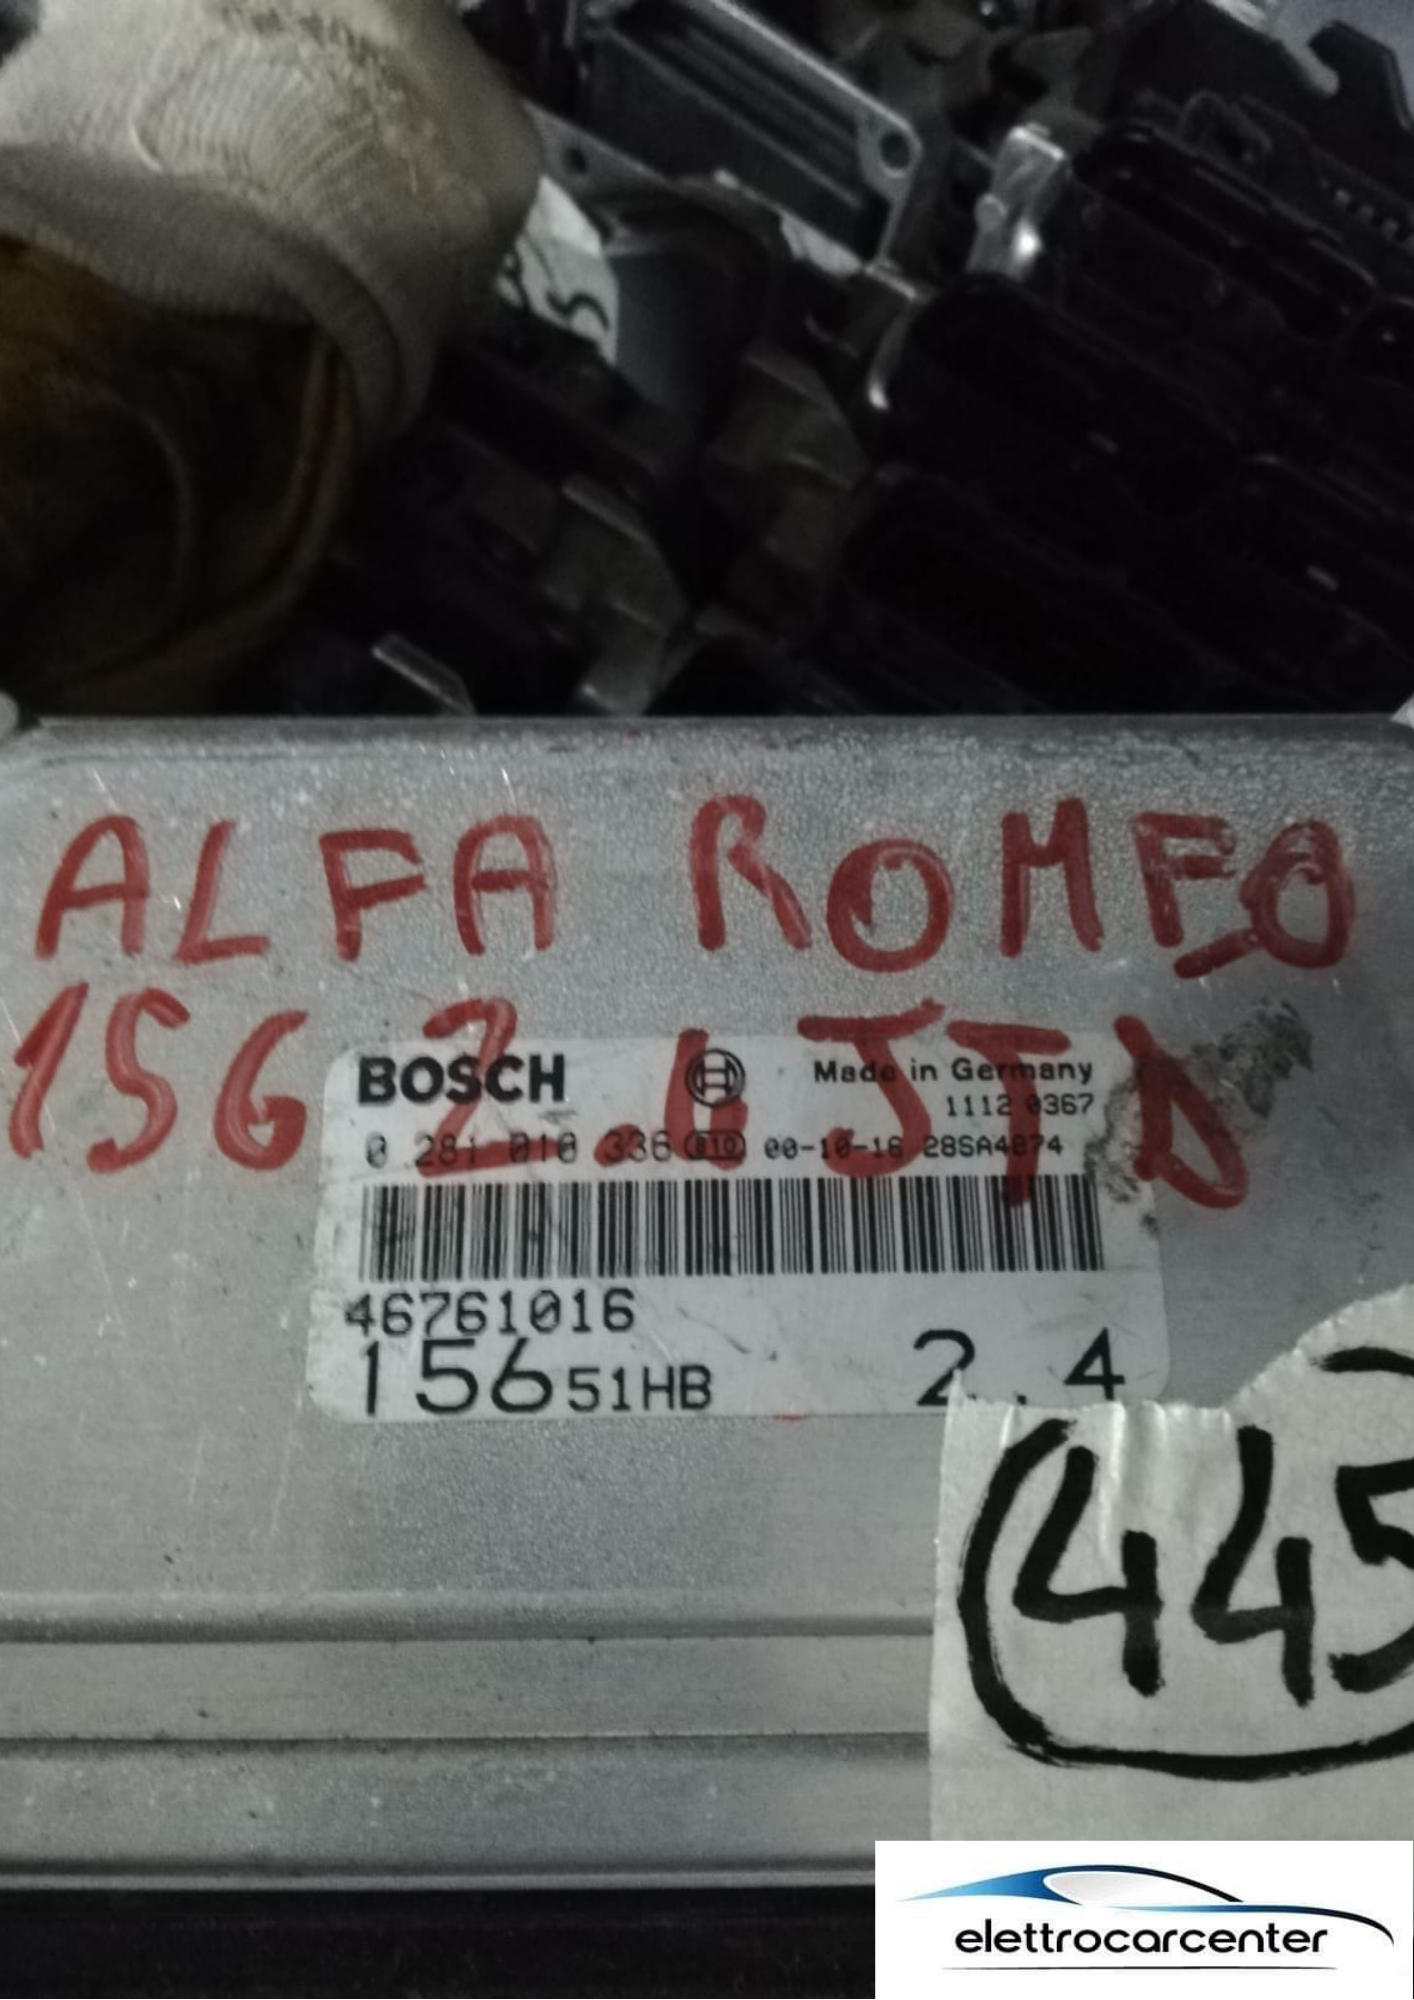 ALFA ROMEO
156 2.4 JTD
BOSCH Made in Germany
1112 0367
0 281 010 336 D10 00-10-16 28SA4874
46761016
156 51HB 2.4
445
elettrocarcenter